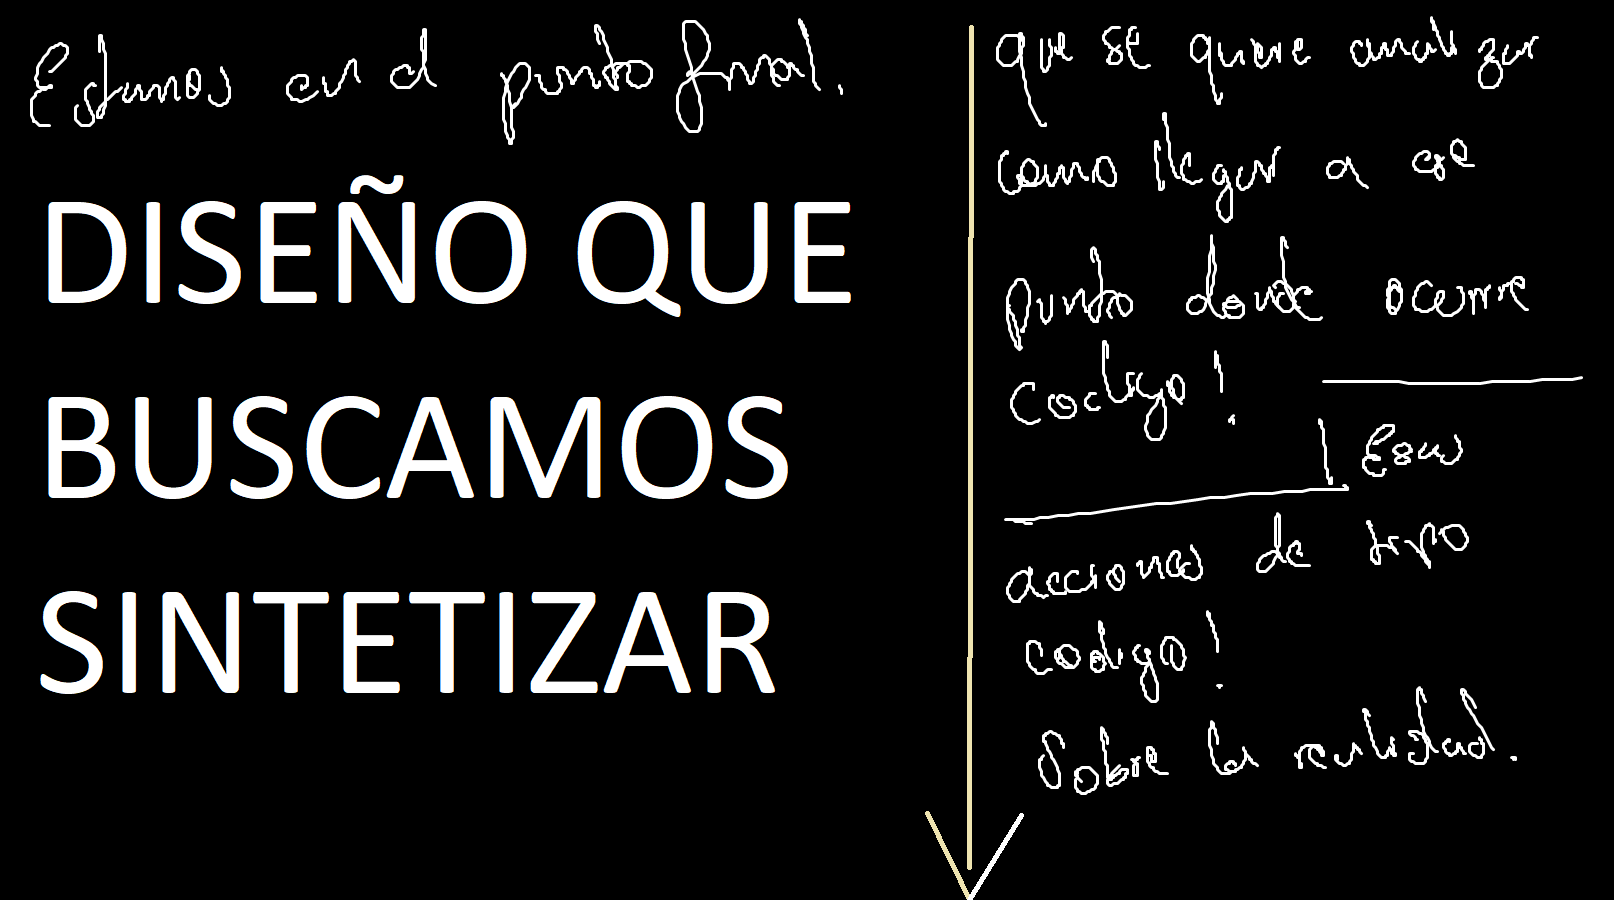 Estamos en el punto final.
DISEÑO QUE
BUSCAMOS
SINTETIZAR
que se quiere analizar
como llegar a ese
punto donde ocurre
codigo!
! Esas
acciones de tipo
codigo!
Sobre la realidad.